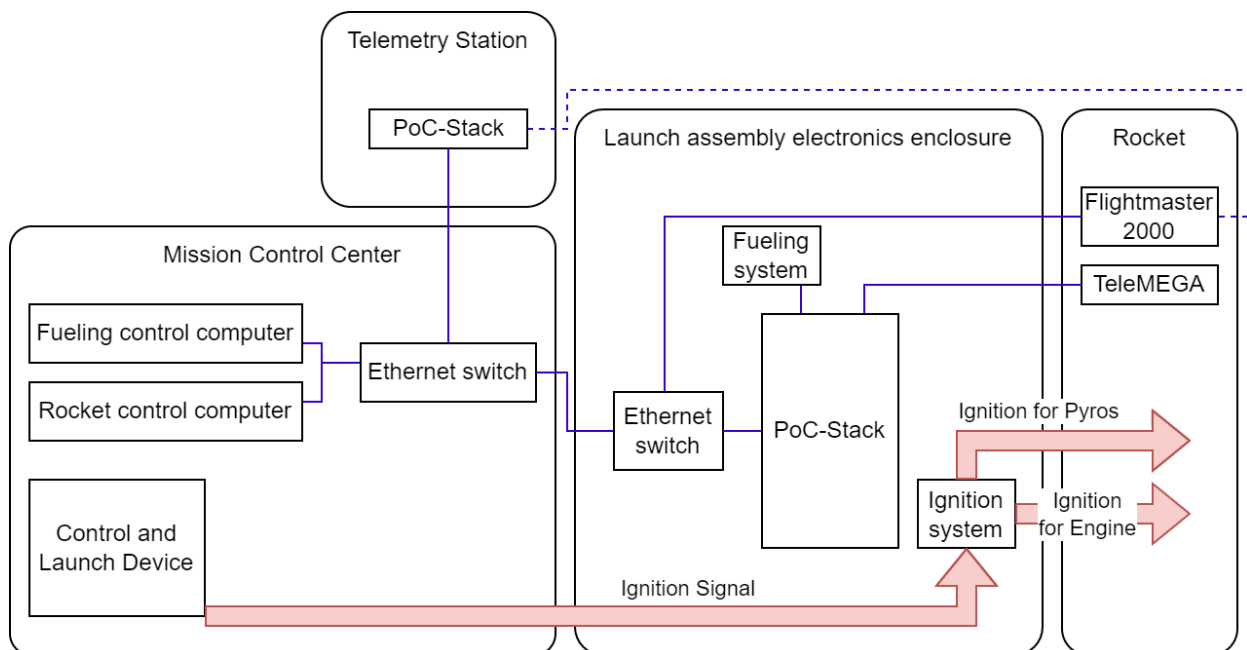 Telemetry Station
PoC-Stack
Launch assembly electronics enclosure
Rocket
Flightmaster
2000
TeleMEGA
Fueling
system
Mission Control Center
Fueling control computer
Rocket control computer
Ethernet switch
Ethernet
switch
PoC-Stack
Ignition for Pyros
Ignition
system
Ignition
for Engine
Control and
Launch Device
Ignition Signal